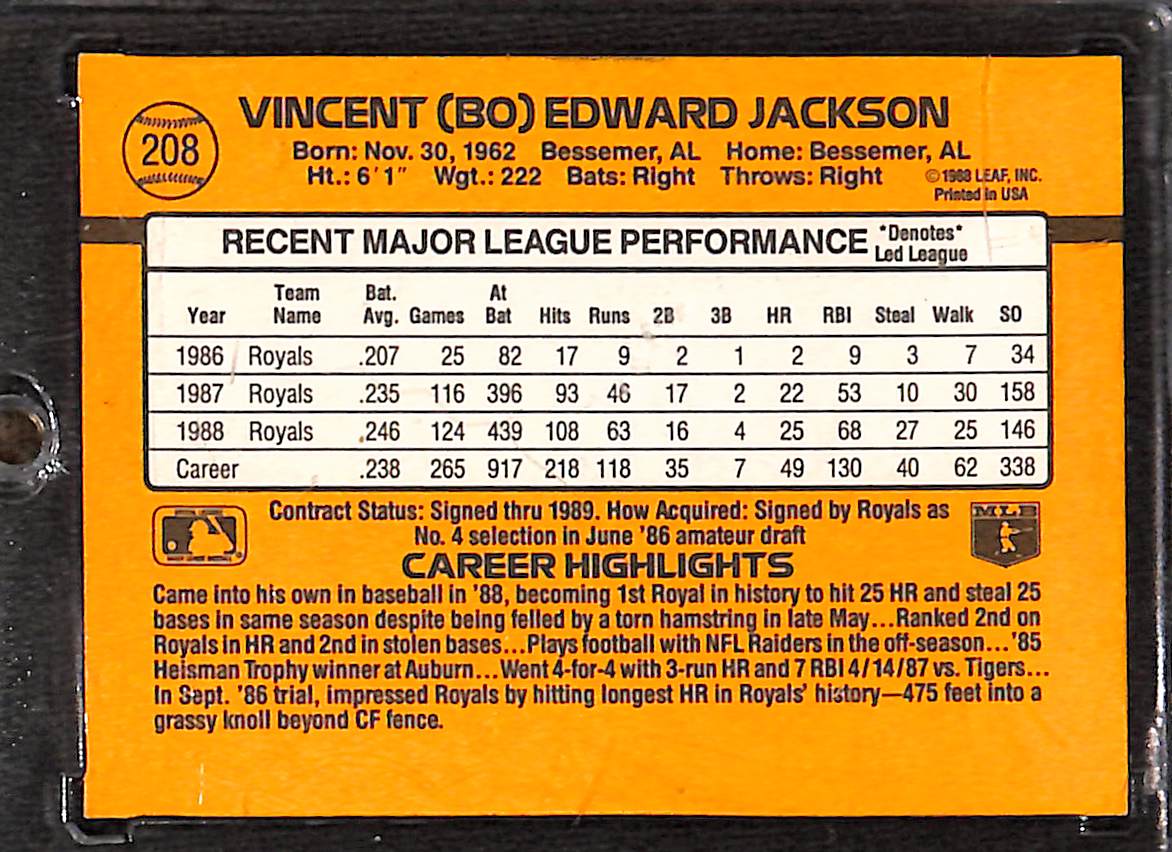 208
VINCENT (BO) EDWARD JACKSON
Born: Nov. 30, 1962 Bessemer, AL Home: Bessemer, AL
Ht.: 6'1" Wgt.: 222 Bats: Right Throws: Right
©1988 LEAF, INC.
Printed in USA
RECENT MAJOR LEAGUE PERFORMANCE *Denotes*
Led League
Year Team Name Bat. Avg. Games At Bat Hits Runs 2B 3B HR RBI Steal Walk SO
1986 Royals .207 25 82 17 9 2 1 2 9 3 7 34
1987 Royals .235 116 396 93 46 17 2 22 53 10 30 158
1988 Royals .246 124 439 108 63 16 4 25 68 27 25 146
Career .238 265 917 218 118 35 7 49 130 40 62 338
Contract Status: Signed thru 1989. How Acquired: Signed by Royals as
No. 4 selection in June '86 amateur draft
MLB
CAREER HIGHLIGHTS
Came into his own in baseball in '88, becoming 1st Royal in history to hit 25 HR and steal 25
bases in same season despite being felled by a torn hamstring in late May...Ranked 2nd on
Royals in HR and 2nd in stolen bases...Plays football with NFL Raiders in the off-season...'85
Heisman Trophy winner at Auburn...Went 4-for-4 with 3-run HR and 7 RBI 4/14/87 vs. Tigers...
In Sept. '86 trial, impressed Royals by hitting longest HR in Royals' history—475 feet into a
grassy knoll beyond CF fence.